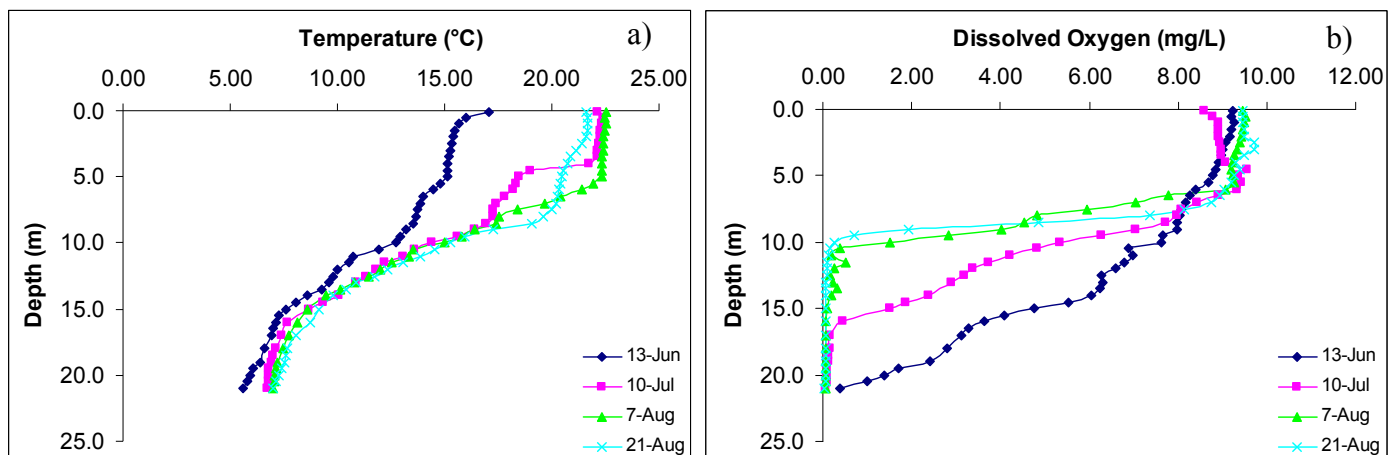 Temperature (°C)
a)
0.00 5.00 10.00 15.00 20.00 25.00
0.0
5.0
10.0
15.0
20.0
25.0
Depth (m)
13-Jun
10-Jul
7-Aug
21-Aug
Dissolved Oxygen (mg/L)
b)
0.00 2.00 4.00 6.00 8.00 10.00 12.00
0.0
5.0
10.0
15.0
20.0
25.0
Depth (m)
13-Jun
10-Jul
7-Aug
21-Aug